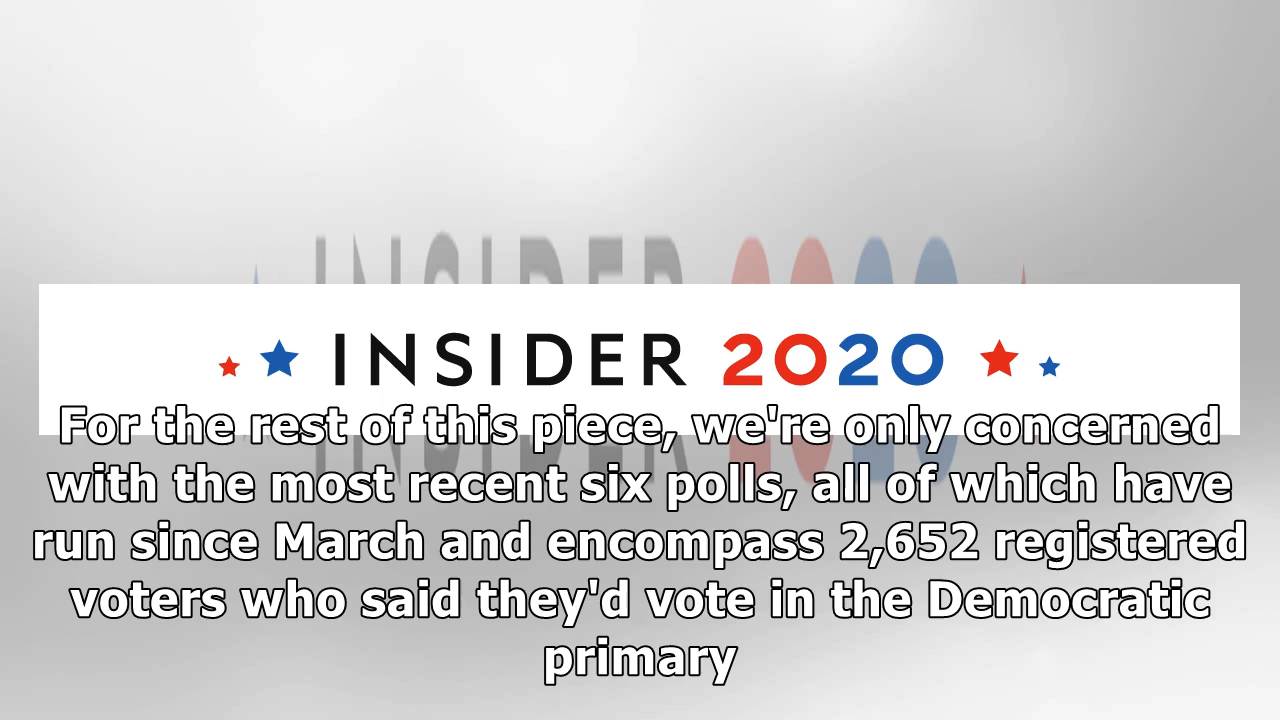 INSIDER 2020
For the rest of this piece, we're only concerned
with the most recent six polls, all of which have
run since March and encompass 2,652 registered
voters who said they'd vote in the Democratic
primary